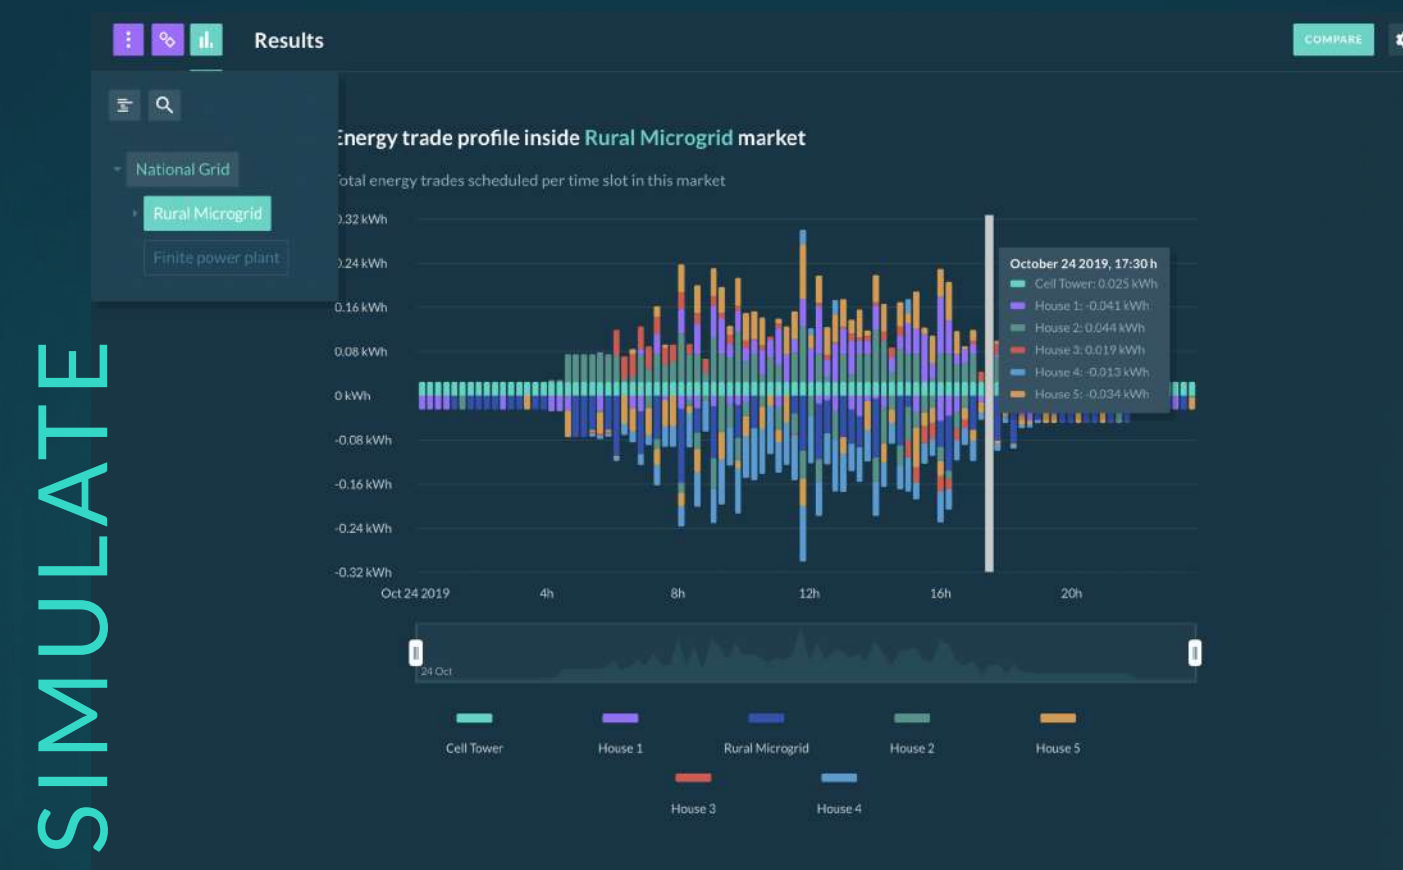 SIMULATE
Results
COMPARE
National Grid
Rural Microgrid
Finite power plant
Energy trade profile inside Rural Microgrid market
Total energy trades scheduled per time slot in this market
0.32 kWh
0.24 kWh
0.16 kWh
0.08 kWh
0 kWh
-0.08 kWh
-0.16 kWh
-0.24 kWh
-0.32 kWh
October 24 2019, 17:30 h
Cell Tower: 0.025 kWh
House 1: -0.041 kWh
House 2: 0.044 kWh
House 3: 0.019 kWh
House 4: -0.013 kWh
House 5: -0.034 kWh
Oct 24 2019 4h 8h 12h 16h 20h
24 Oct
Cell Tower House 1 Rural Microgrid House 2 House 5
House 3 House 4